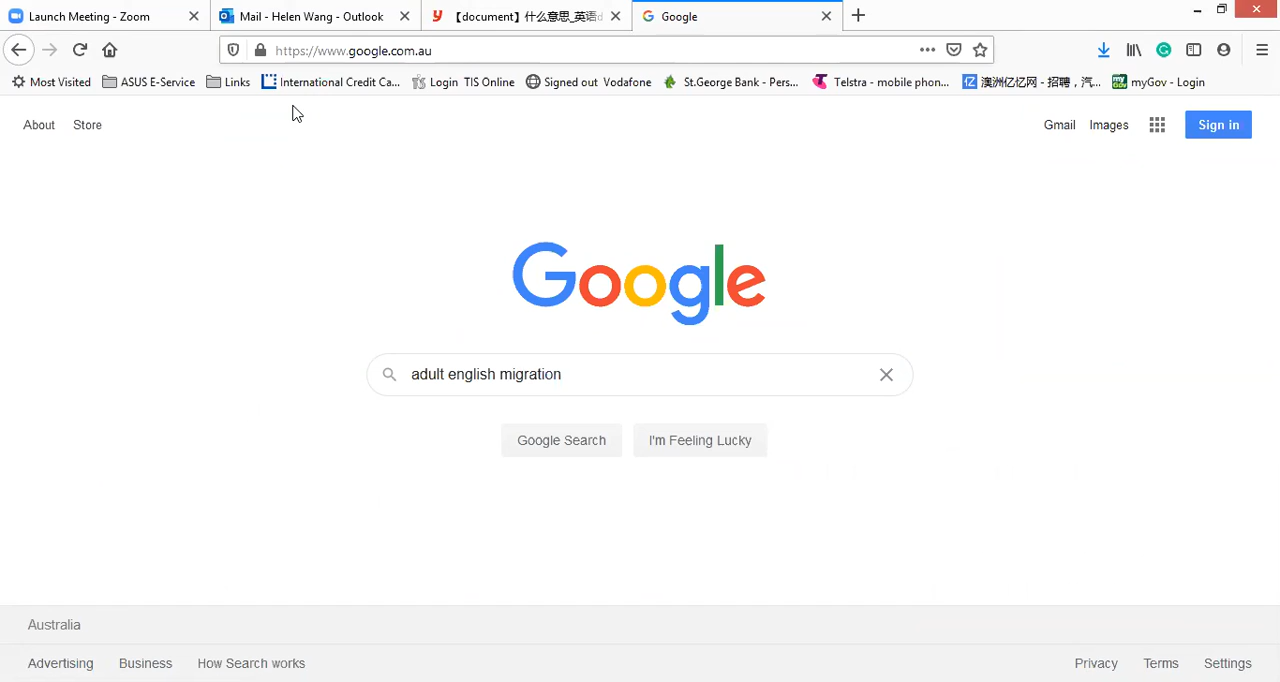 Launch Meeting - Zoom
Mail - Helen Wang - Outlook
【document】什么意思_英语
Google
https://www.google.com.au
Most Visited
ASUS E-Service
Links
International Credit Ca...
Login TIS Online
Signed out Vodafone
St.George Bank - Pers...
Telstra - mobile phon...
澳洲亿忆网 - 招聘，汽...
myGov - Login
About
Store
Gmail
Images
Sign in
Google
adult english migration
Google Search
I'm Feeling Lucky
Australia
Advertising
Business
How Search works
Privacy
Terms
Settings